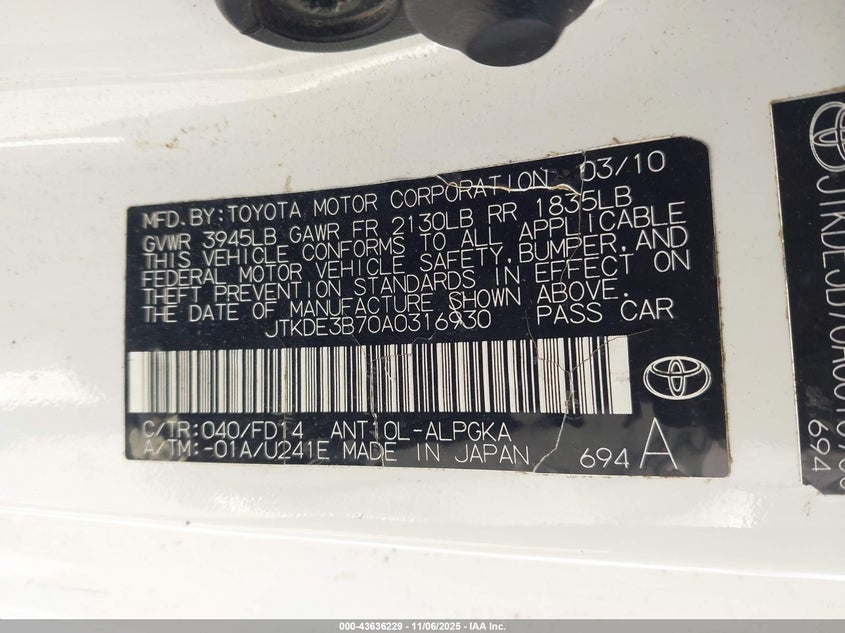 MFD. BY: TOYOTA MOTOR CORPORATION 03/10
GVWR 3945LB GAWR FR 2130LB RR 1835LB
THIS VEHICLE CONFORMS TO ALL APPLICABLE
FEDERAL MOTOR VEHICLE SAFETY, BUMPER, AND
THEFT PREVENTION STANDARDS IN EFFECT ON
THE DATE OF MANUFACTURE SHOWN ABOVE.
JTKDE3B70A0316930 PASS CAR
C/TR: 040/FD14 ANT10L-ALPGKA
A/TM: -01A/U241E MADE IN JAPAN 694 A
694
000-43636229 - 11/06/2025 - IAA Inc.